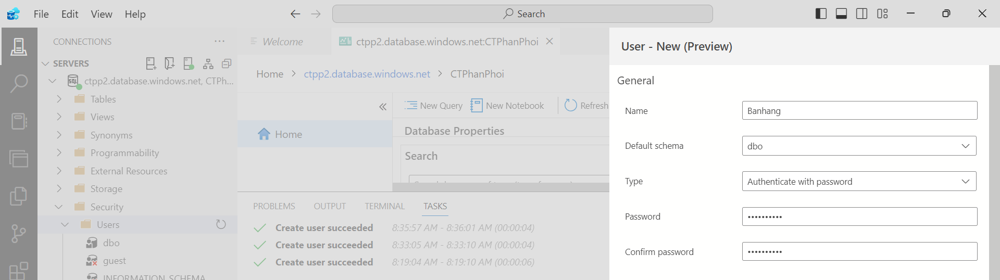 File Edit View Help
Search
CONNECTIONS
SERVERS
ctpp2.database.windows.net, CTPh...
Tables
Views
Synonyms
Programmability
External Resources
Storage
Security
Users
dbo
guest
INFORMATION_SCHEMA
Welcome
ctpp2.database.windows.net:CTPhanPhoi
Home > ctpp2.database.windows.net > CTPhanPhoi
New Query New Notebook Refresh
Home
Database Properties
Search
PROBLEMS OUTPUT TERMINAL TASKS
Create user succeeded 8:35:57 AM - 8:36:01 AM (00:00:04)
Create user succeeded 8:33:05 AM - 8:33:10 AM (00:00:04)
Create user succeeded 8:19:04 AM - 8:19:10 AM (00:00:06)
User - New (Preview)
General
Name Banhang
Default schema dbo
Type Authenticate with password
Password ••••••••••
Confirm password ••••••••••